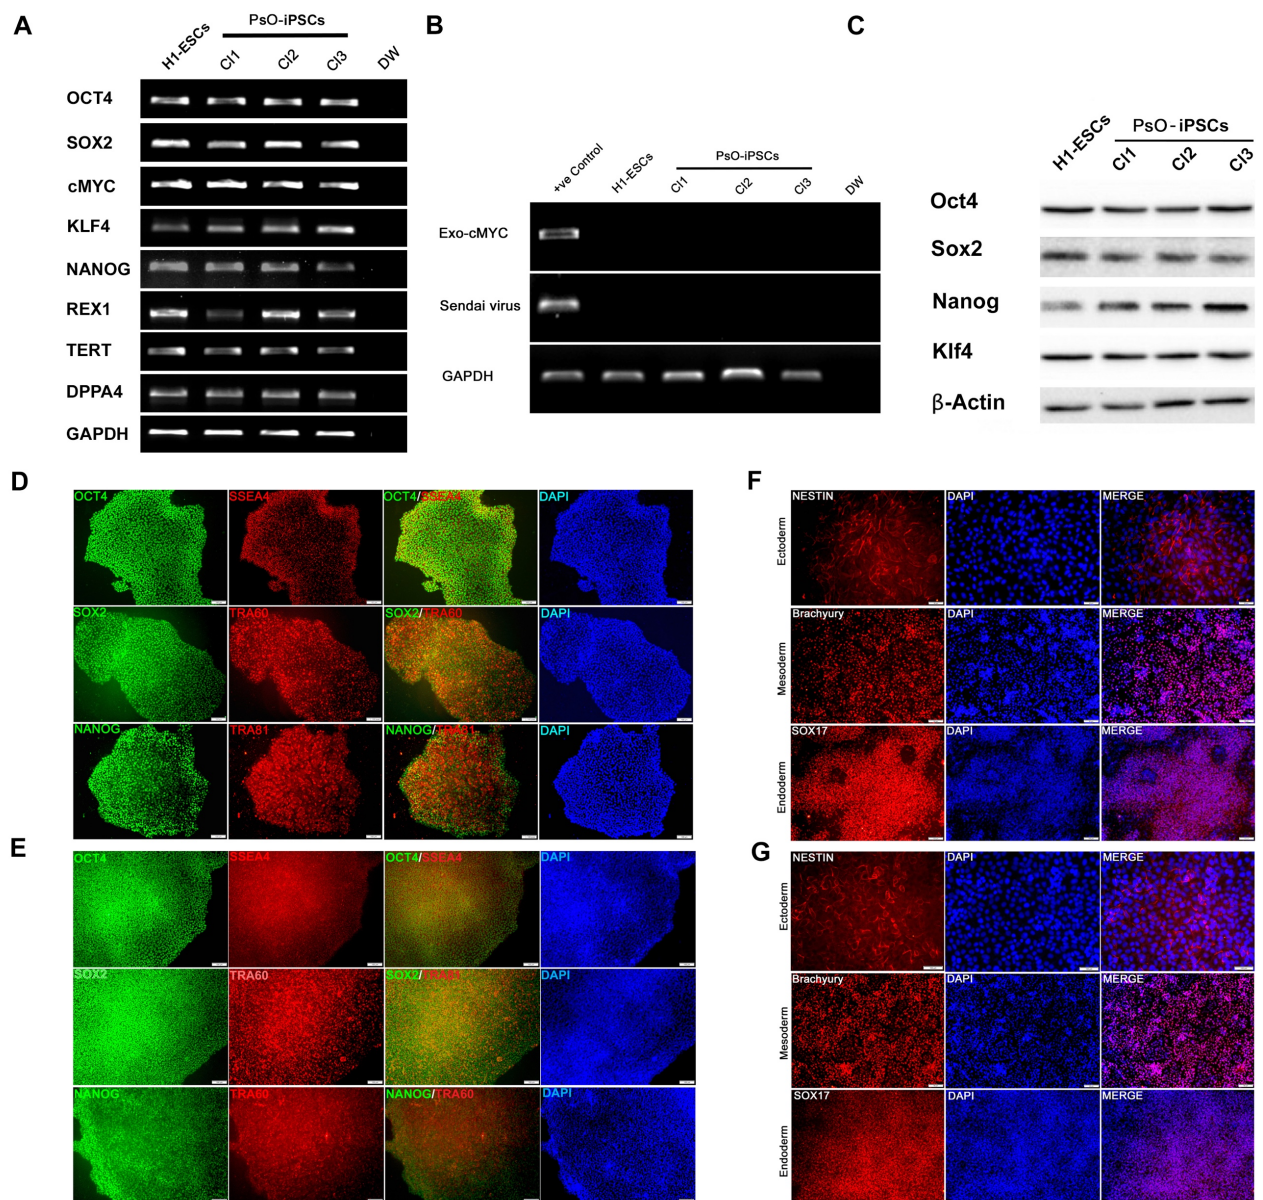 A
H1-ESCs
PsO-iPSCs
Cl1
Cl2
Cl3
DW
OCT4
SOX2
cMYC
KLF4
NANOG
REX1
TERT
DPPA4
GAPDH
B
+ve Control
H1-ESCs
PsO-iPSCs
Cl1
Cl2
Cl3
DW
Exo-cMYC
Sendai virus
GAPDH
C
H1-ESCs
PsO-iPSCs
Cl1
Cl2
Cl3
Oct4
Sox2
Nanog
Klf4
β-Actin
D
OCT4
SSEA4
OCT4/SSEA4
DAPI
SOX2
TRA60
SOX2/TRA60
DAPI
NANOG
TRA81
NANOG/TRA81
DAPI
E
OCT4
SSEA4
OCT4/SSEA4
DAPI
SOX2
TRA60
SOX2/TRA81
DAPI
NANOG
TRA60
NANOG/TRA60
DAPI
F
Ectoderm
NESTIN
DAPI
MERGE
Mesoderm
Brachyury
DAPI
MERGE
Endoderm
SOX17
DAPI
MERGE
G
Ectoderm
NESTIN
DAPI
MERGE
Mesoderm
Brachyury
DAPI
MERGE
Endoderm
SOX17
DAPI
MERGE